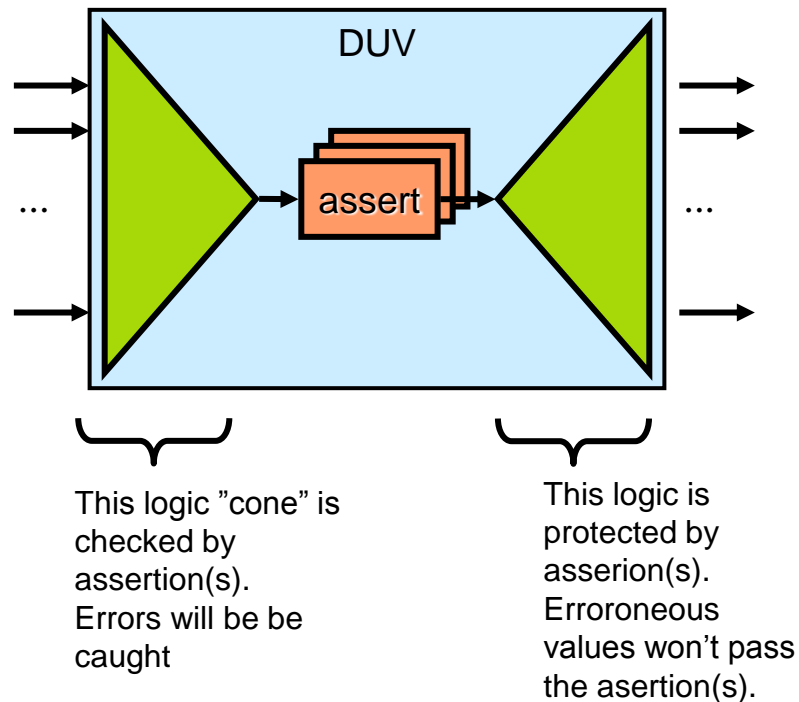 DUV
...
assert
...
This logic ”cone” is
checked by
assertion(s).
Errors will be be
caught
This logic is
protected by
asserion(s).
Erroroneous
values won’t pass
the asertion(s).